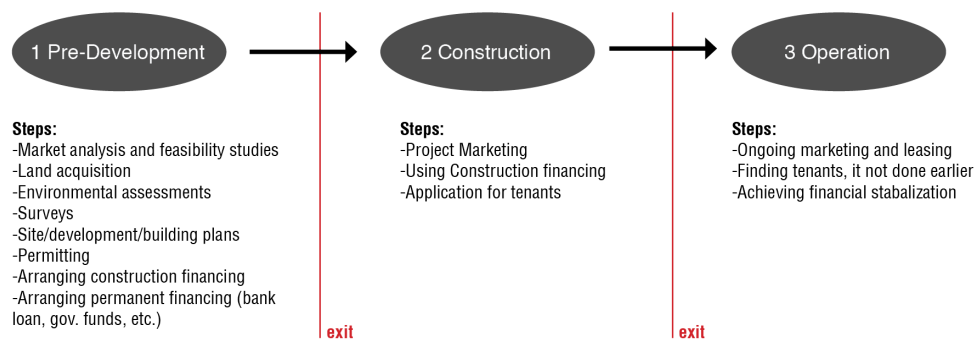 1 Pre-Development
Steps:
-Market analysis and feasibility studies
-Land acquisition
-Environmental assessments
-Surveys
-Site/development/building plans
-Permitting
-Arranging construction financing
-Arranging permanent financing (bank
loan, gov. funds, etc.)
exit
2 Construction
Steps:
-Project Marketing
-Using Construction financing
-Application for tenants
exit
3 Operation
Steps:
-Ongoing marketing and leasing
-Finding tenants, it not done earlier
-Achieving financial stabalization